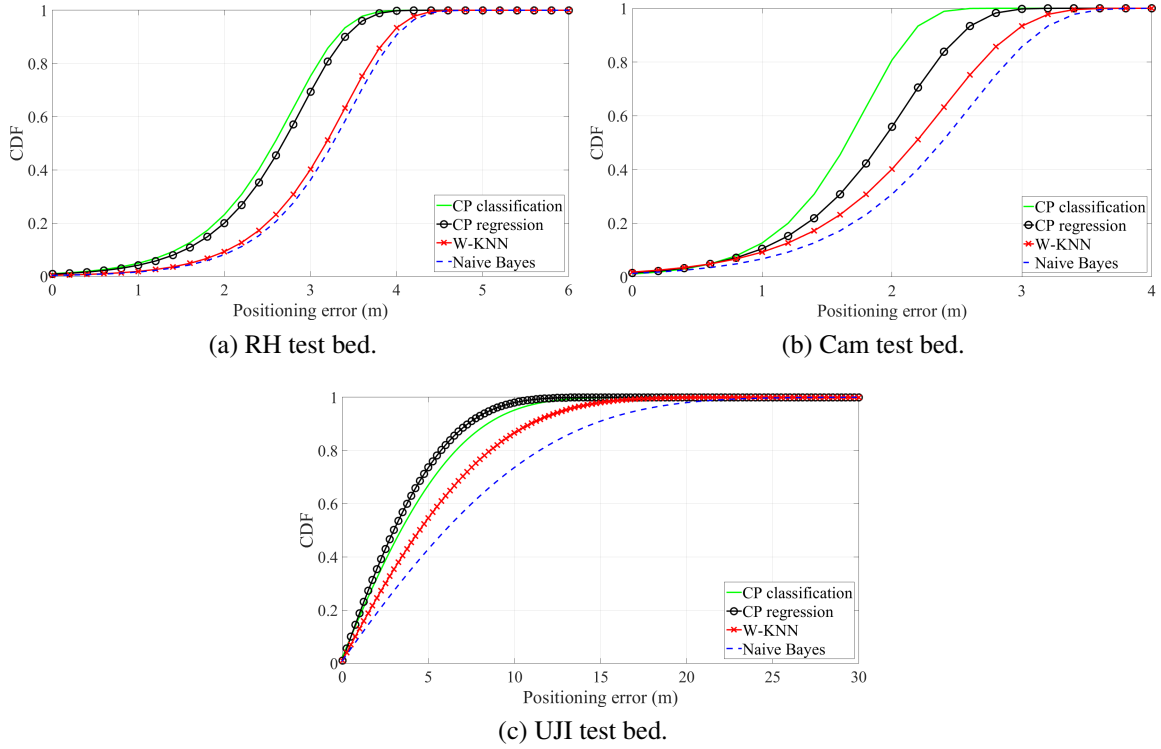 1
0.8
0.6
0.4
0.2
0
CDF
0 1 2 3 4 5 6
Positioning error (m)
CP classification
CP regression
W-KNN
Naive Bayes
(a) RH test bed.
1
0.8
0.6
0.4
0.2
0
CDF
0 1 2 3 4
Positioning error (m)
CP classification
CP regression
W-KNN
Naive Bayes
(b) Cam test bed.
1
0.8
0.6
0.4
0.2
0
CDF
0 5 10 15 20 25 30
Positioning error (m)
CP classification
CP regression
W-KNN
Naive Bayes
(c) UJI test bed.